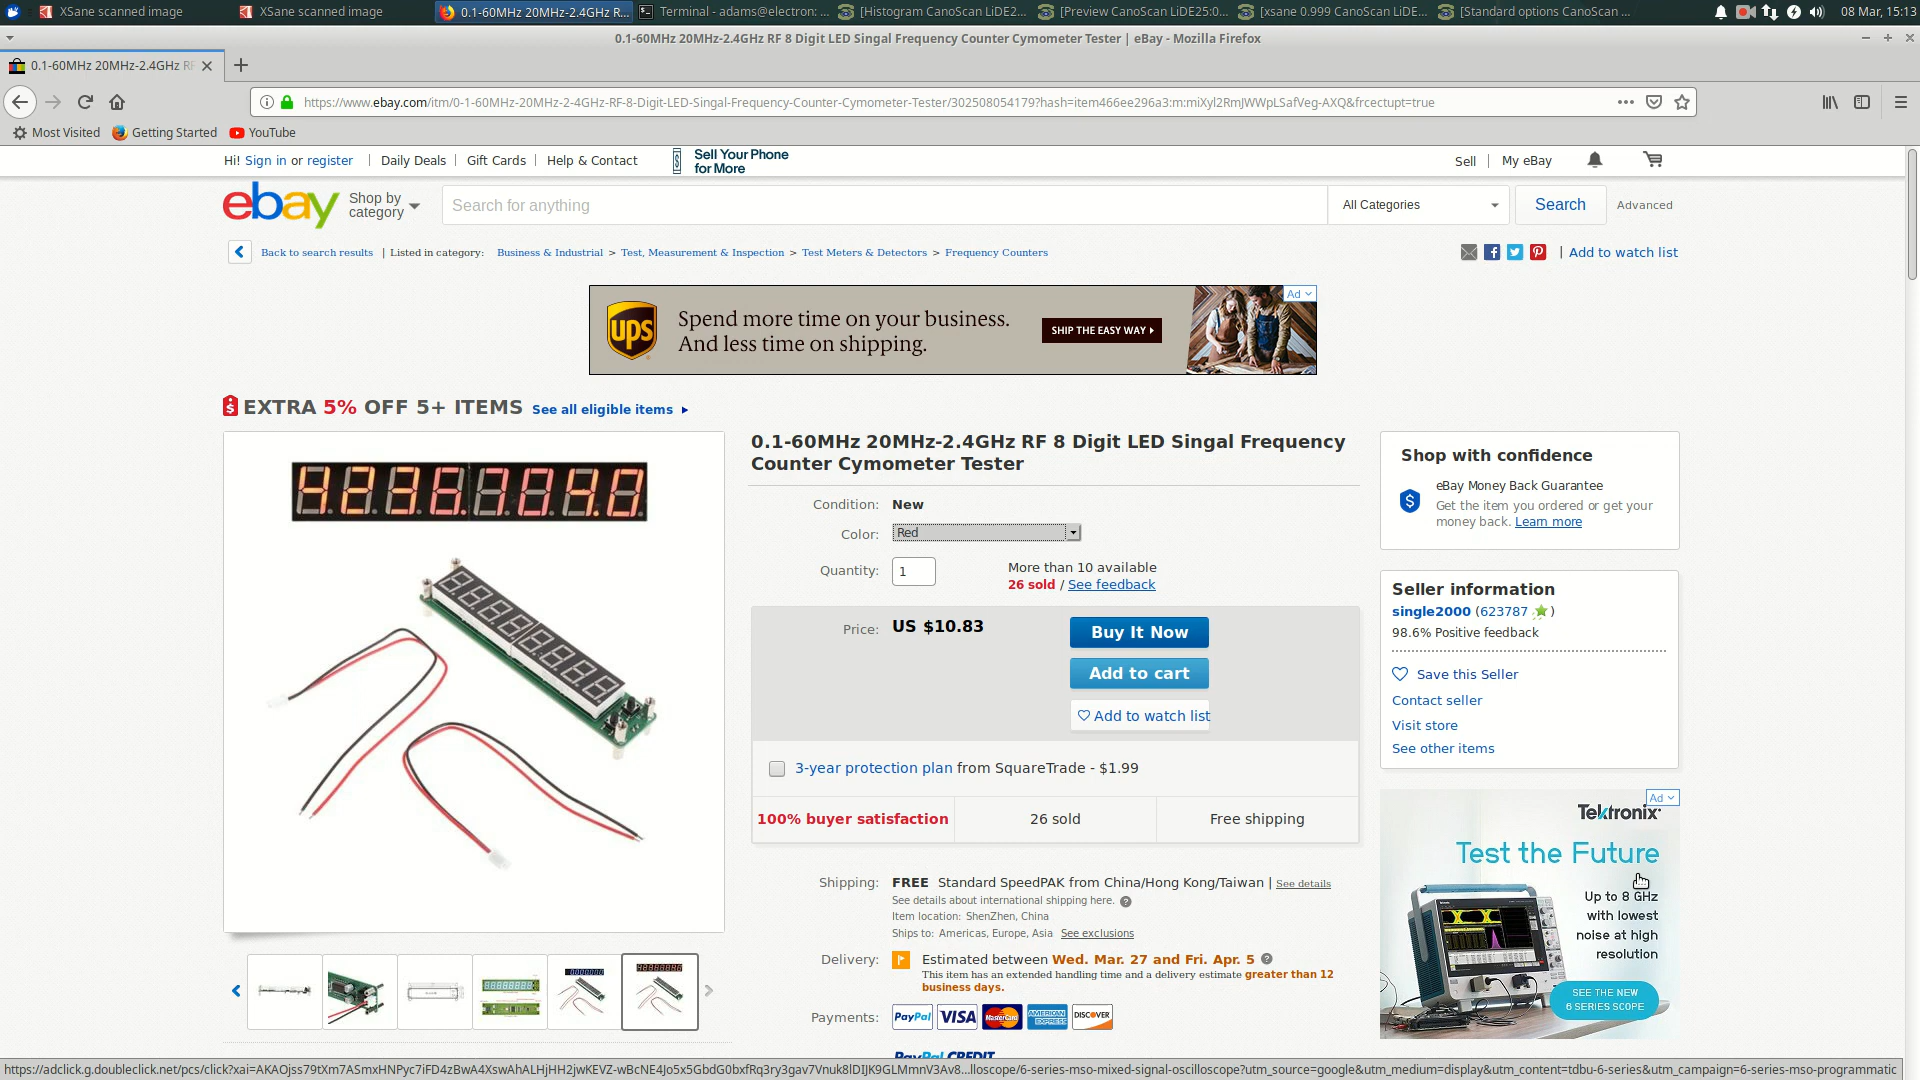 XSane scanned image
XSane scanned image
0.1-60MHz 20MHz-2.4GHz R...
Terminal - adams@electron: ...
[Histogram CanoScan LiDE2...
[Preview CanoScan LiDE25:0...
[xsane 0.999 CanoScan LiDE...
[Standard options CanoScan ...
08 Mar, 15:13
0.1-60MHz 20MHz-2.4GHz RF 8 Digit LED Singal Frequency Counter Cymometer Tester | eBay - Mozilla Firefox
0.1-60MHz 20MHz-2.4GHz RF
https://www.ebay.com/itm/0-1-60MHz-20MHz-2-4GHz-RF-8-Digit-LED-Singal-Frequency-Counter-Cymometer-Tester/302508054179?hash=item466ee296a3:m:miXyl2RmJWWpLSafVeg-AXQ&frcectupt=true
Most Visited
Getting Started
YouTube
Hi! Sign in or register | Daily Deals | Gift Cards | Help & Contact
Sell Your Phone
for More
Sell | My eBay
ebay
Shop by
category
Search for anything
All Categories
Search
Advanced
Back to search results | Listed in category: Business & Industrial > Test, Measurement & Inspection > Test Meters & Detectors > Frequency Counters
| Add to watch list
ups
Spend more time on your business.
And less time on shipping.
SHIP THE EASY WAY
Ad
EXTRA 5% OFF 5+ ITEMS See all eligible items
4236.704.0
0.1-60MHz 20MHz-2.4GHz RF 8 Digit LED Singal Frequency
Counter Cymometer Tester
Condition: New
Color: Red
Quantity: 1
More than 10 available
26 sold / See feedback
Price: US $10.83
Buy It Now
Add to cart
Add to watch list
3-year protection plan from SquareTrade - $1.99
100% buyer satisfaction
26 sold
Free shipping
Shipping: FREE Standard SpeedPAK from China/Hong Kong/Taiwan | See details
See details about international shipping here.
Item location: ShenZhen, China
Ships to: Americas, Europe, Asia See exclusions
Delivery: Estimated between Wed. Mar. 27 and Fri. Apr. 5
This item has an extended handling time and a delivery estimate greater than 12
business days.
Payments: PayPal VISA MasterCard AMERICAN EXPRESS DISCOVER
PayPal CREDIT
Shop with confidence
eBay Money Back Guarantee
Get the item you ordered or get your
money back. Learn more
Seller information
single2000 (623787 )
98.6% Positive feedback
Save this Seller
Contact seller
Visit store
See other items
Ad
Tektronix
Test the Future
Up to 8 GHz
with lowest
noise at high
resolution
SEE THE NEW
6 SERIES SCOPE
https://adclick.g.doubleclick.net/pcs/click?xai=AKAOjss79tXm7ASmxHNPyc7iFD4zBwA4XswAhALHjHH2jwKEVZ-wBcNE4Jo5x5GbdG0bxfRq3ry3gav7Vnuk8lDIJK9GLMmnV3Av8...lloscope/6-series-mso-mixed-signal-oscilloscope?utm_source=google&utm_medium=display&utm_content=tdbu-6-series&utm_campaign=6-series-mso-programmatic